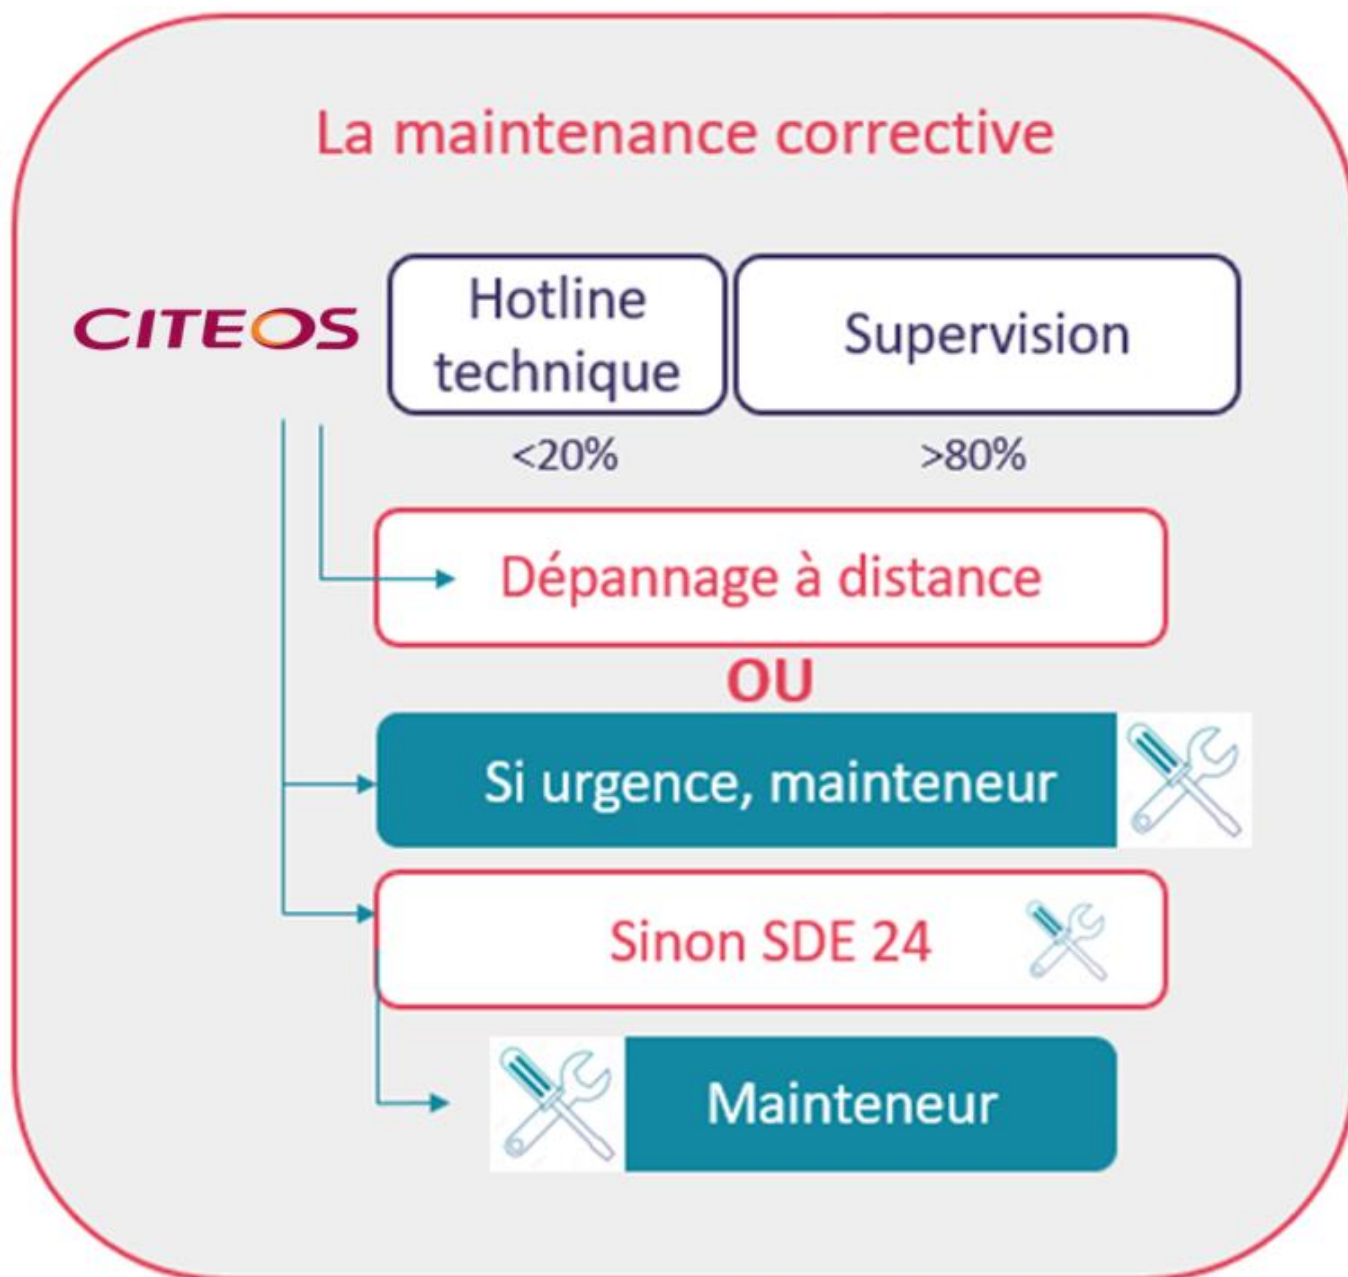 La maintenance corrective
CITEOS
Hotline
technique
Supervision
<20%
>80%
Dépannage à distance
OU
Si urgence, mainteneur
Sinon SDE 24
Mainteneur